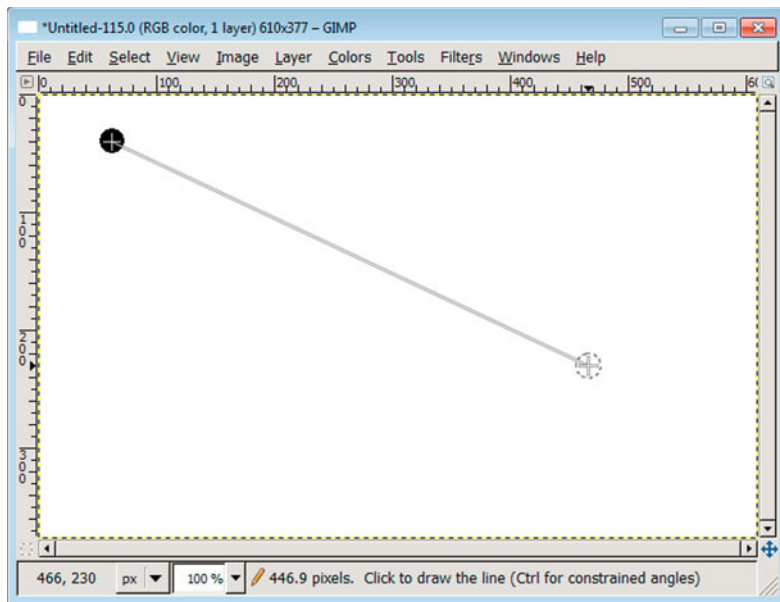 *Untitled-115.0 (RGB color, 1 layer) 610x377 – GIMP
File Edit Select View Image Layer Colors Tools Filters Windows Help
0 100 200 300 400 500 6
0
100
200
300
466, 230 px 100 % 446.9 pixels. Click to draw the line (Ctrl for constrained angles)